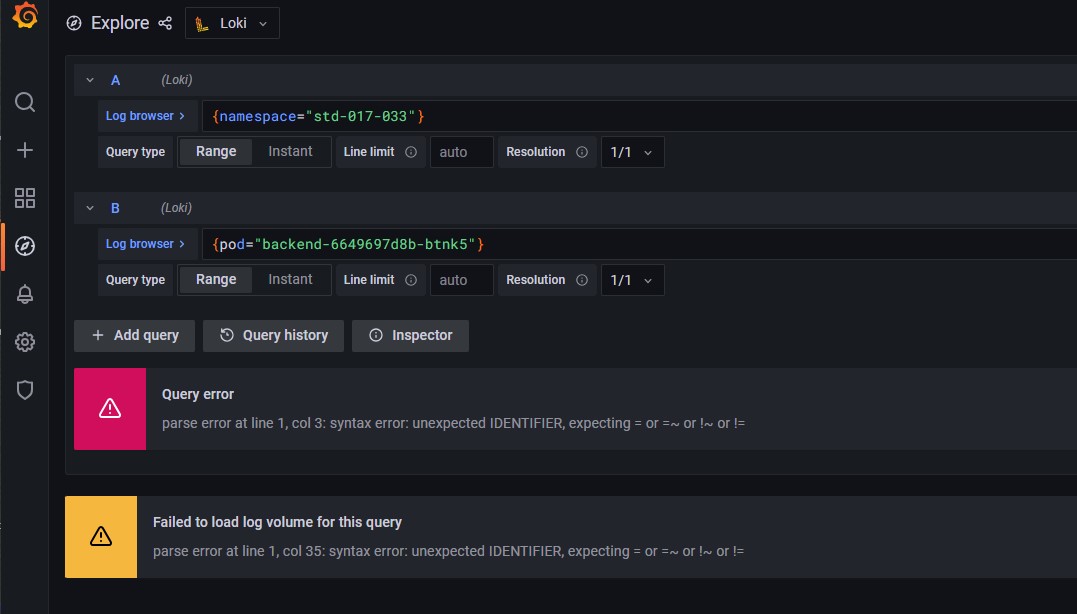 Explore
Loki
A (Loki)
Log browser >
{namespace="std-017-033"}
Query type Range Instant Line limit auto Resolution 1/1
B (Loki)
Log browser >
{pod="backend-6649697d8b-btnk5"}
Query type Range Instant Line limit auto Resolution 1/1
+ Add query Query history Inspector
Query error
parse error at line 1, col 3: syntax error: unexpected IDENTIFIER, expecting = or =~ or !~ or !=
Failed to load log volume for this query
parse error at line 1, col 35: syntax error: unexpected IDENTIFIER, expecting = or =~ or !~ or !=